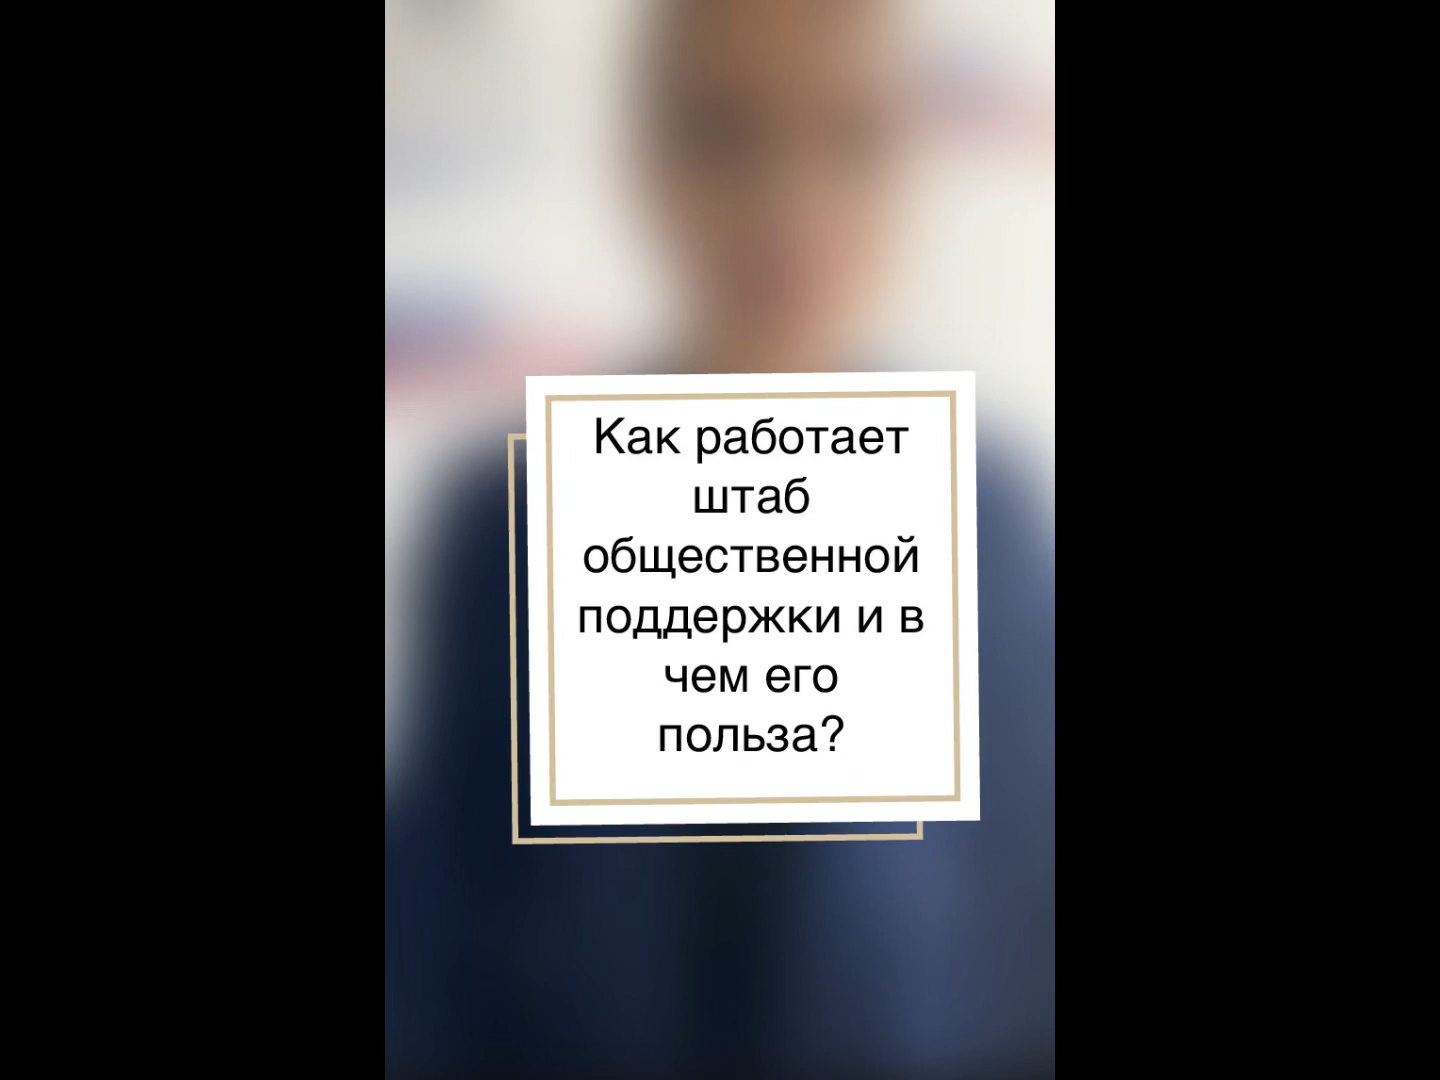 Как работает
штаб
общественной
поддержки и в
чем его
польза?